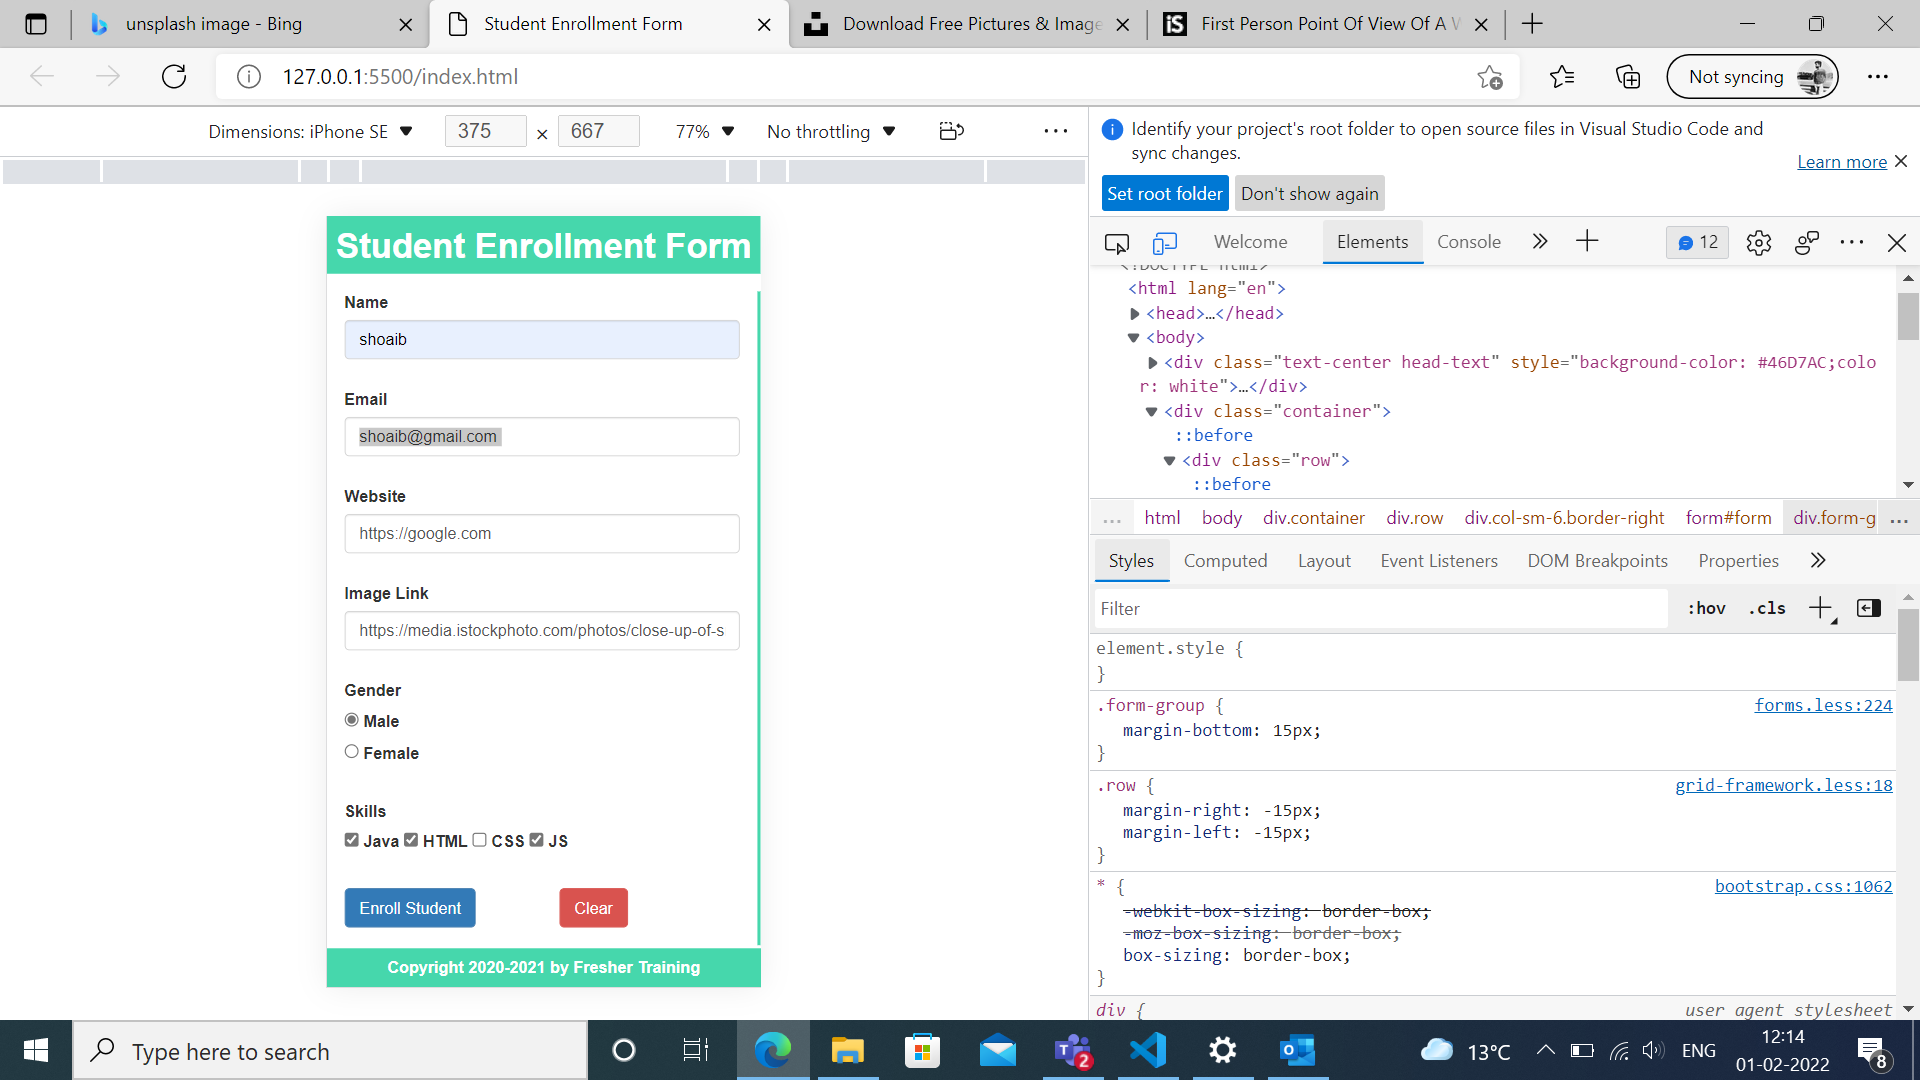 unsplash image - Bing
Student Enrollment Form
Download Free Pictures & Image
First Person Point Of View Of A
127.0.0.1:5500/index.html
Not syncing
Dimensions: iPhone SE
375 × 667
77%
No throttling
Identify your project's root folder to open source files in Visual Studio Code and
sync changes.
Learn more
Set root folder
Don't show again
Welcome
Elements
Console
12
<!DOCTYPE html>
<html lang="en">
<head>…</head>
<body>
<div class="text-center head-text" style="background-color: #46D7AC;colo
r: white">…</div>
<div class="container">
::before
<div class="row">
::before
... html body div.container div.row div.col-sm-6.border-right form#form div.form-g ...
Styles
Computed
Layout
Event Listeners
DOM Breakpoints
Properties
Filter
:hov
.cls
element.style {
}
.form-group {
forms.less:224
margin-bottom: 15px;
}
.row {
grid-framework.less:18
margin-right: -15px;
margin-left: -15px;
}
* {
bootstrap.css:1062
-webkit-box-sizing: border-box;
-moz-box-sizing: border-box;
box-sizing: border-box;
}
div {
user agent stylesheet
Student Enrollment Form
Name
shoaib
Email
shoaib@gmail.com
Website
https://google.com
Image Link
https://media.istockphoto.com/photos/close-up-of-s
Gender
Male
Female
Skills
Java HTML CSS JS
Enroll Student
Clear
Copyright 2020-2021 by Fresher Training
Type here to search
2
13°C
ENG
12:14
01-02-2022
8